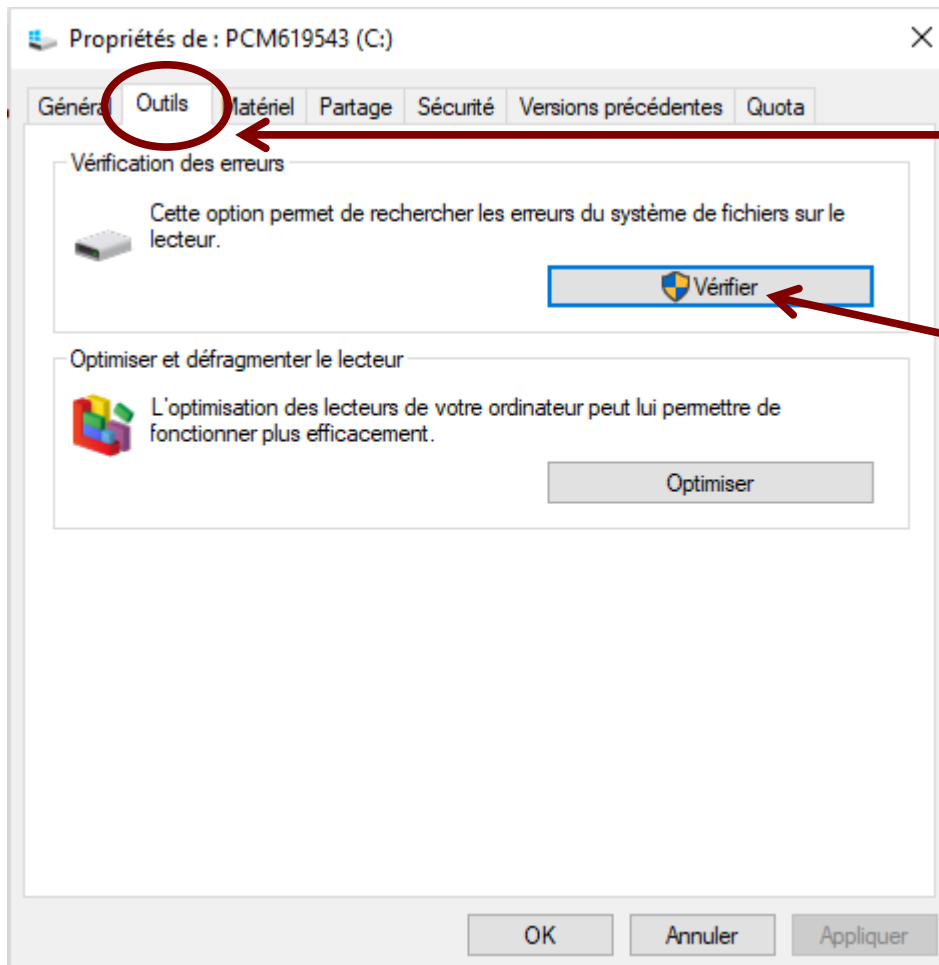 Propriétés de : PCM619543 (C:)
Général Outils Matériel Partage Sécurité Versions précédentes Quota
Vérification des erreurs
Cette option permet de rechercher les erreurs du système de fichiers sur le
lecteur.
Vérifier
Optimiser et défragmenter le lecteur
L'optimisation des lecteurs de votre ordinateur peut lui permettre de
fonctionner plus efficacement.
Optimiser
OK Annuler Appliquer